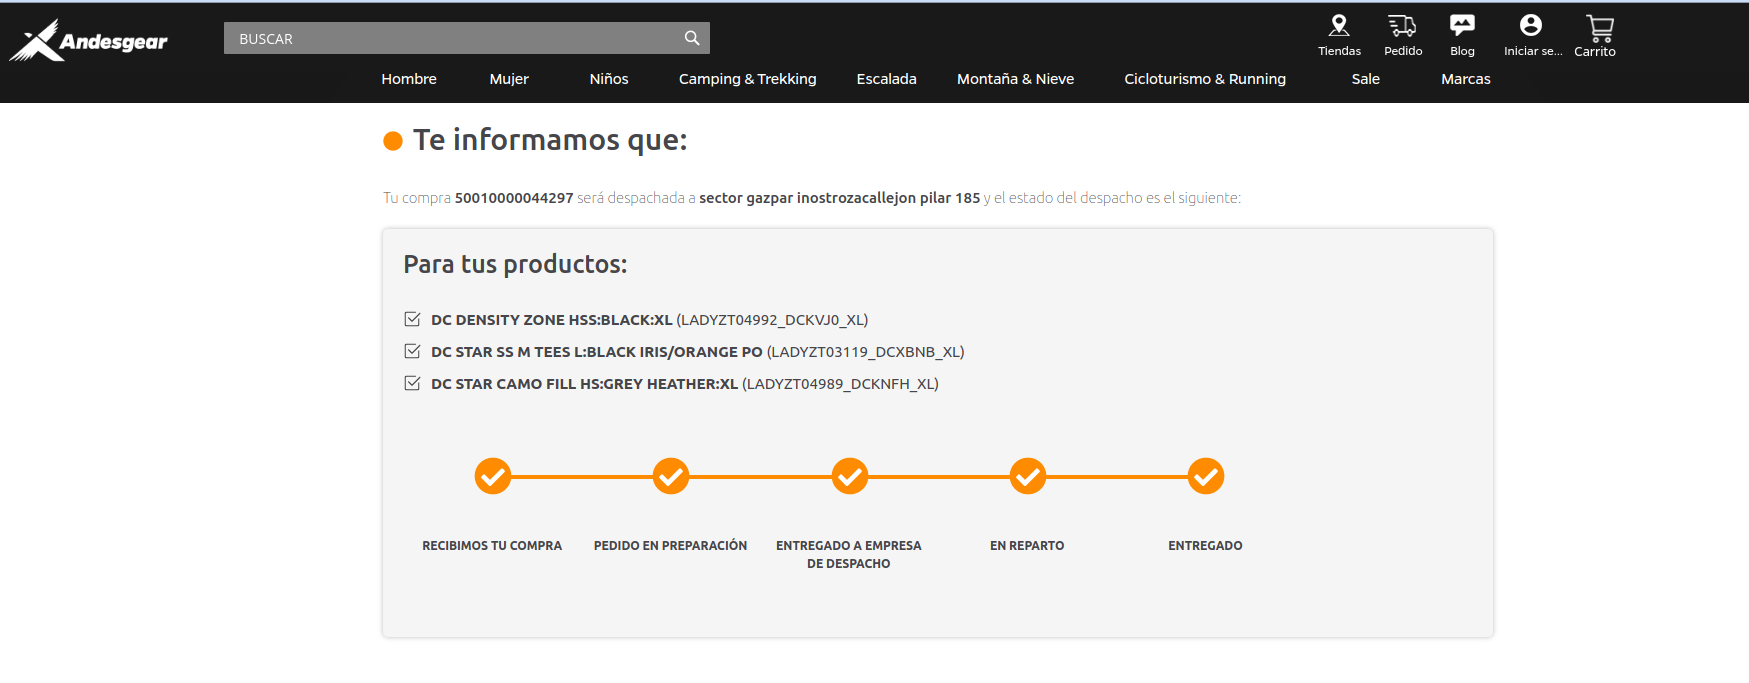 Andesgear
BUSCAR
Tiendas
Pedido
Blog
Iniciar se...
Carrito
Hombre
Mujer
Niños
Camping & Trekking
Escalada
Montaña & Nieve
Cicloturismo & Running
Sale
Marcas
Te informamos que:
Tu compra 50010000044297 será despachada a sector gazpar inostrozacallejon pilar 185 y el estado del despacho es el siguiente:
Para tus productos:
DC DENSITY ZONE HSS:BLACK:XL (LADYZT04992_DCKVJ0_XL)
DC STAR SS M TEES L:BLACK IRIS/ORANGE PO (LADYZT03119_DCXBNB_XL)
DC STAR CAMO FILL HS:GREY HEATHER:XL (LADYZT04989_DCKNFH_XL)
RECIBIMOS TU COMPRA
PEDIDO EN PREPARACIÓN
ENTREGADO A EMPRESA
DE DESPACHO
EN REPARTO
ENTREGADO